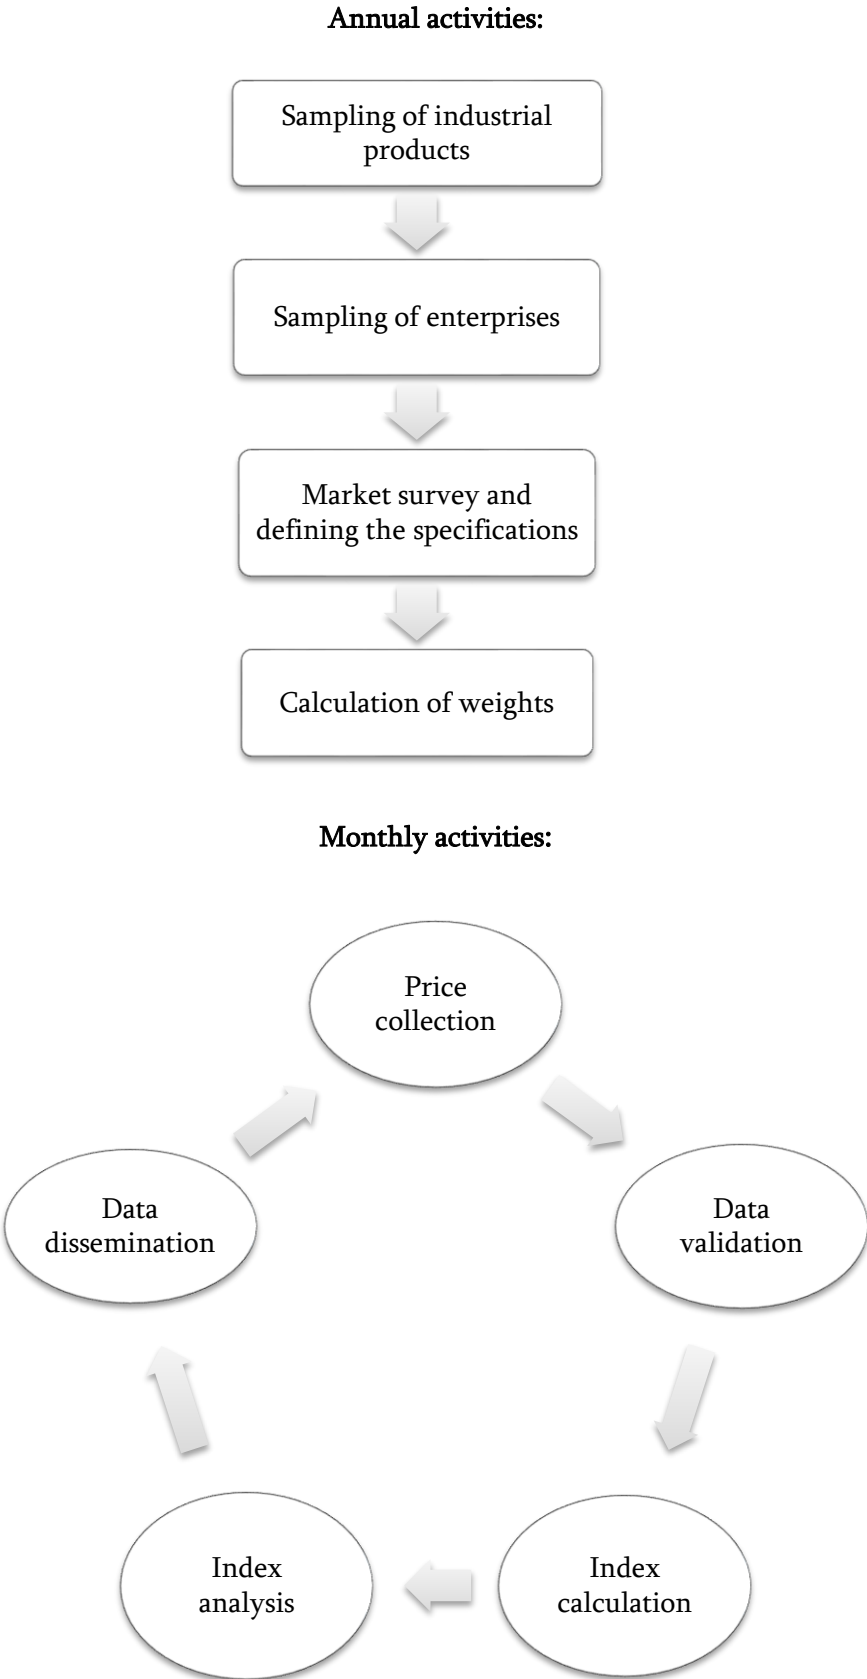 Annual activities:
Sampling of industrial
products
Sampling of enterprises
Market survey and
defining the specifications
Calculation of weights
Monthly activities:
Price
collection
Data
validation
Index
calculation
Index
analysis
Data
dissemination